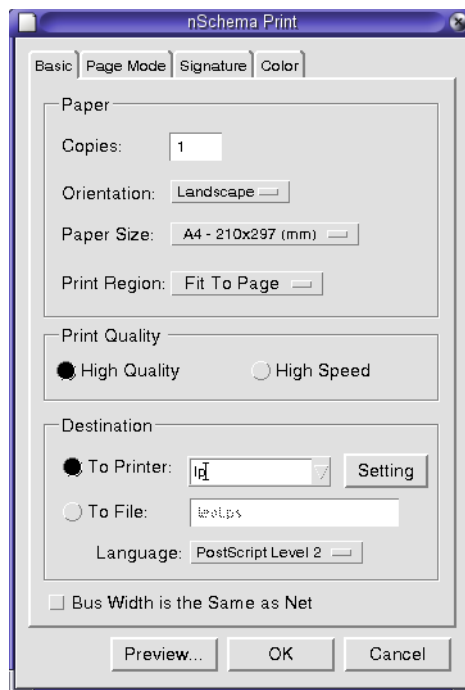 nSchema Print
Basic Page Mode Signature Color
Paper
Copies: 1
Orientation: Landscape
Paper Size: A4 - 210x297 (mm)
Print Region: Fit To Page
Print Quality
High Quality High Speed
Destination
To Printer: lp Setting
To File: test.ps
Language: PostScript Level 2
Bus Width is the Same as Net
Preview... OK Cancel